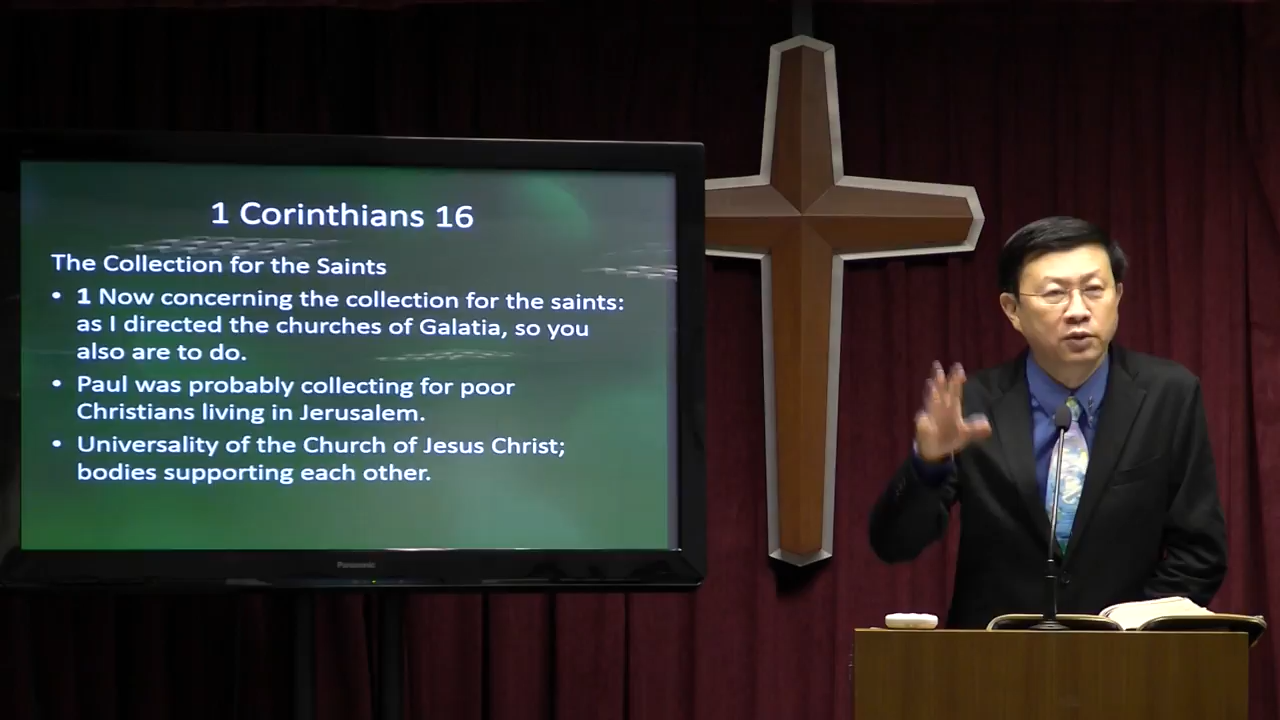 1 Corinthians 16
The Collection for the Saints
• 1 Now concerning the collection for the saints:
as I directed the churches of Galatia, so you
also are to do.
• Paul was probably collecting for poor
Christians living in Jerusalem.
• Universality of the Church of Jesus Christ;
bodies supporting each other.
Panasonic